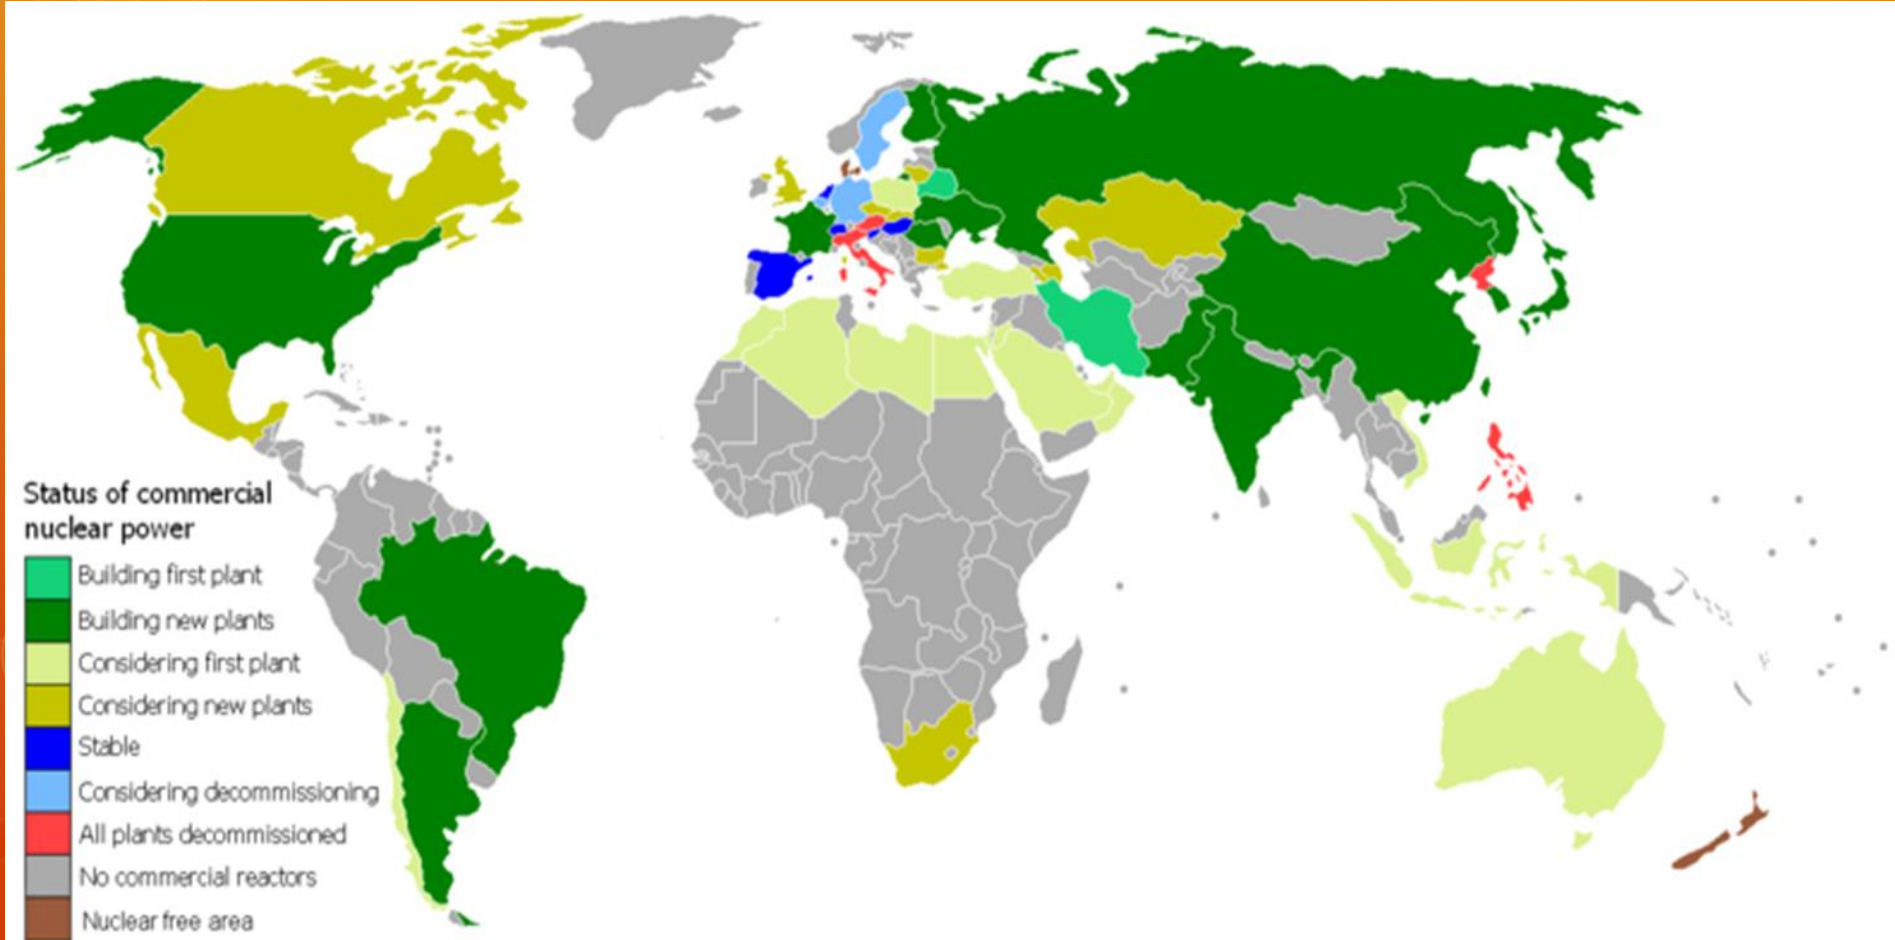 Status of commercial
nuclear power
Building first plant
Building new plants
Considering first plant
Considering new plants
Stable
Considering decommissioning
All plants decommissioned
No commercial reactors
Nuclear free area